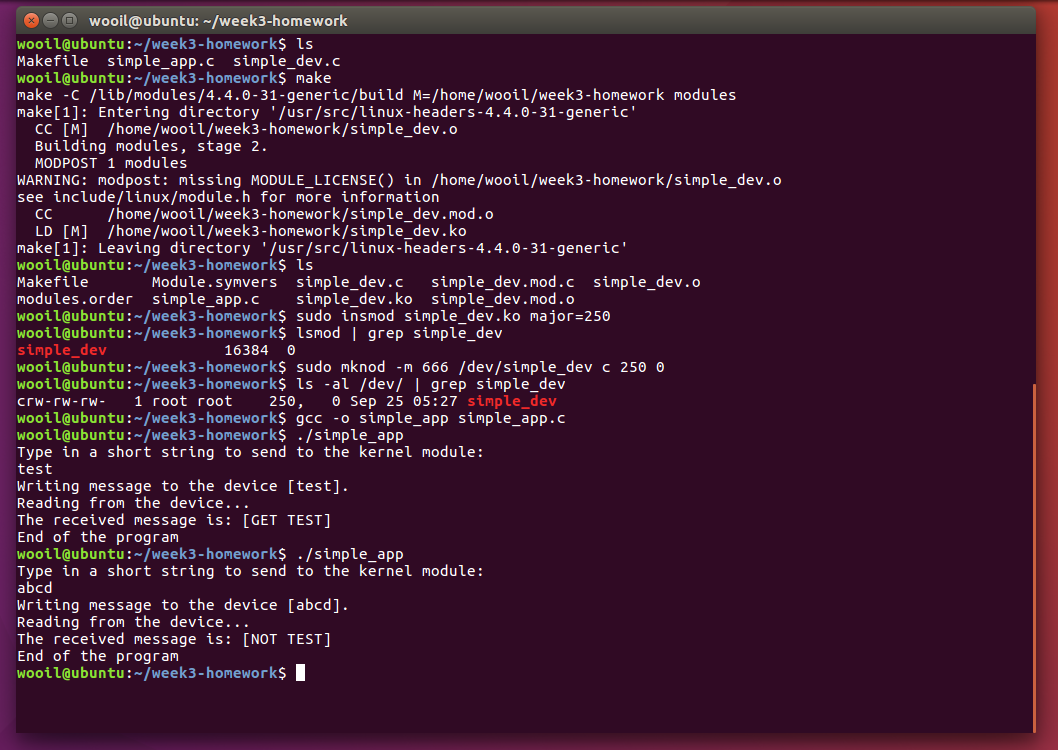 wooil@ubuntu: ~/week3-homework
wooil@ubuntu:~/week3-homework$ ls
Makefile  simple_app.c  simple_dev.c
wooil@ubuntu:~/week3-homework$ make
make -C /lib/modules/4.4.0-31-generic/build M=/home/wooil/week3-homework modules
make[1]: Entering directory '/usr/src/linux-headers-4.4.0-31-generic'
  CC [M]  /home/wooil/week3-homework/simple_dev.o
  Building modules, stage 2.
  MODPOST 1 modules
WARNING: modpost: missing MODULE_LICENSE() in /home/wooil/week3-homework/simple_dev.o
see include/linux/module.h for more information
  CC      /home/wooil/week3-homework/simple_dev.mod.o
  LD [M]  /home/wooil/week3-homework/simple_dev.ko
make[1]: Leaving directory '/usr/src/linux-headers-4.4.0-31-generic'
wooil@ubuntu:~/week3-homework$ ls
Makefile       Module.symvers  simple_dev.c   simple_dev.mod.c  simple_dev.o
modules.order  simple_app.c    simple_dev.ko  simple_dev.mod.o
wooil@ubuntu:~/week3-homework$ sudo insmod simple_dev.ko major=250
wooil@ubuntu:~/week3-homework$ lsmod | grep simple_dev
simple_dev             16384  0
wooil@ubuntu:~/week3-homework$ sudo mknod -m 666 /dev/simple_dev c 250 0
wooil@ubuntu:~/week3-homework$ ls -al /dev/ | grep simple_dev
crw-rw-rw-   1 root root    250,   0 Sep 25 05:27 simple_dev
wooil@ubuntu:~/week3-homework$ gcc -o simple_app simple_app.c
wooil@ubuntu:~/week3-homework$ ./simple_app
Type in a short string to send to the kernel module:
test
Writing message to the device [test].
Reading from the device...
The received message is: [GET TEST]
End of the program
wooil@ubuntu:~/week3-homework$ ./simple_app
Type in a short string to send to the kernel module:
abcd
Writing message to the device [abcd].
Reading from the device...
The received message is: [NOT TEST]
End of the program
wooil@ubuntu:~/week3-homework$